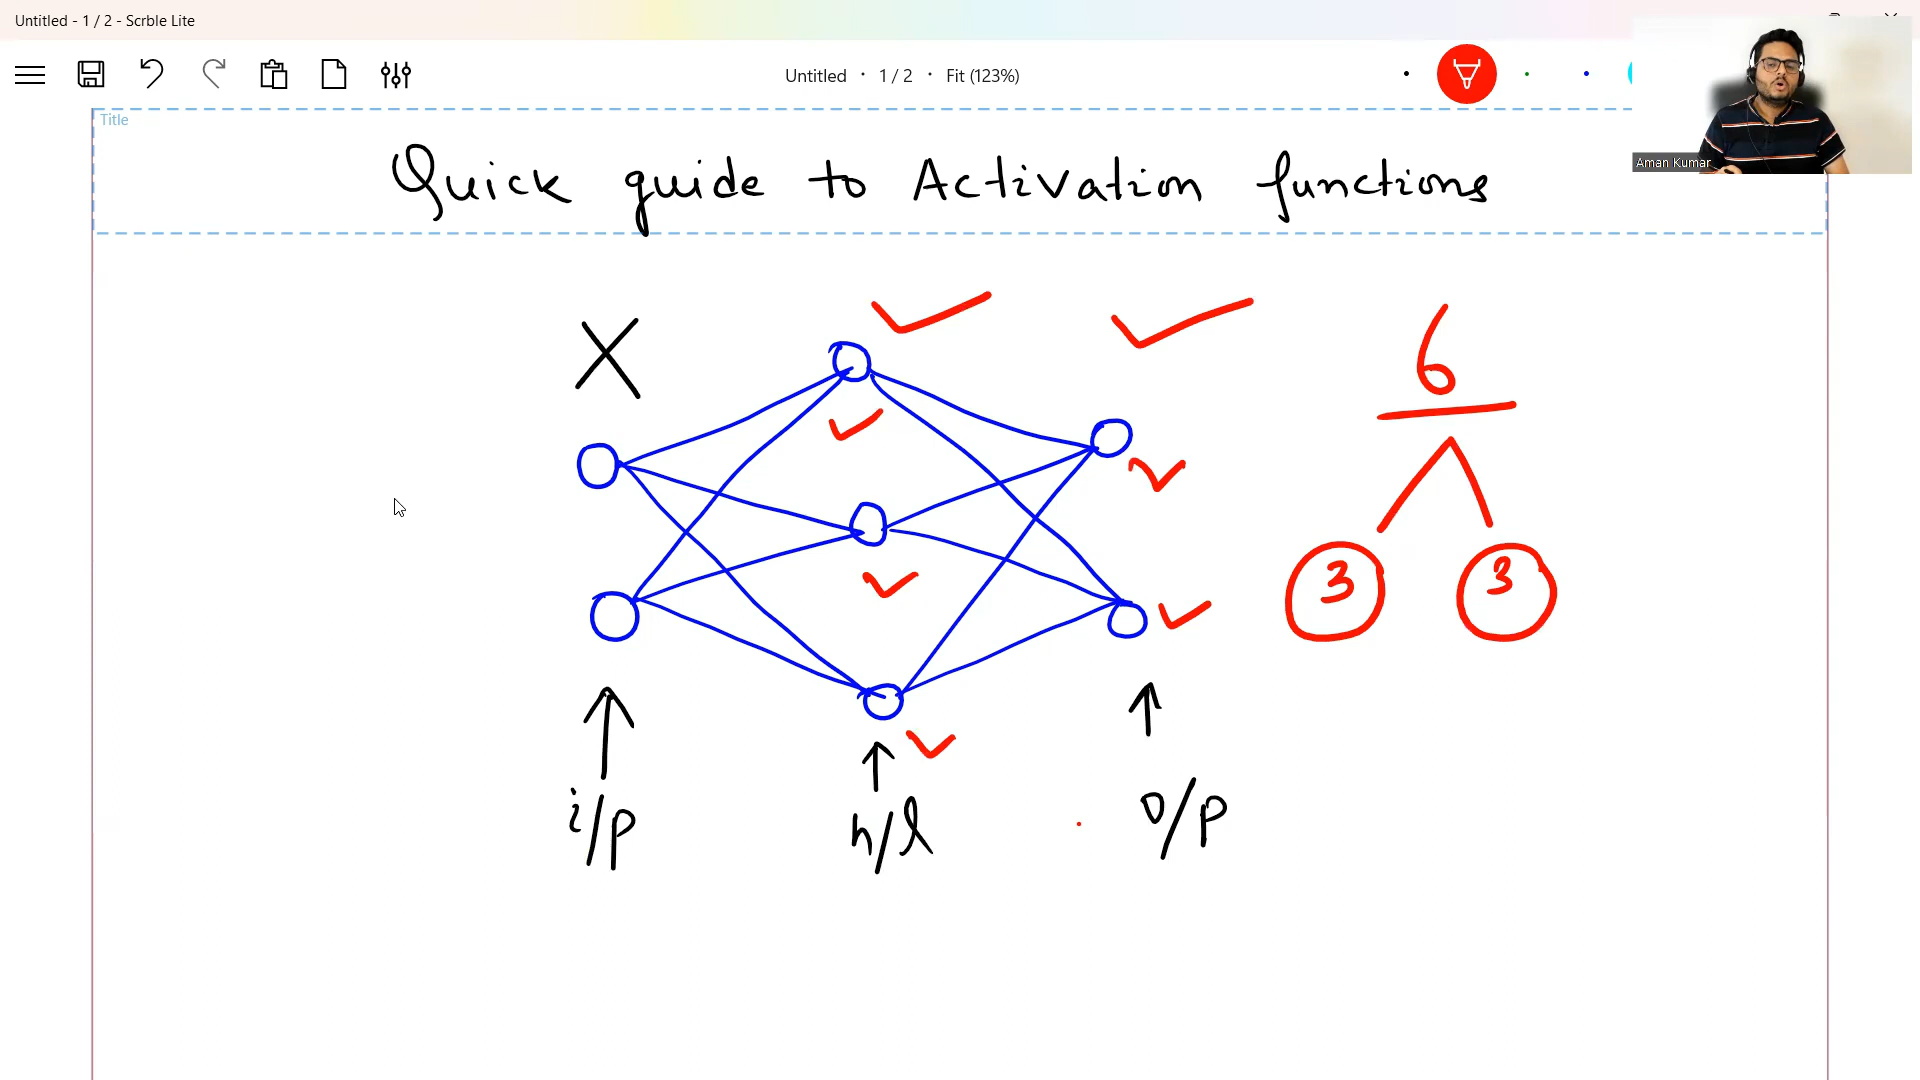 Untitled - 1 / 2 - Scrble Lite
Untitled • 1 / 2 • Fit (123%)
Aman Kumar
Title
Quick guide to Activation functions
X
6
3 3
i/p h/l o/p